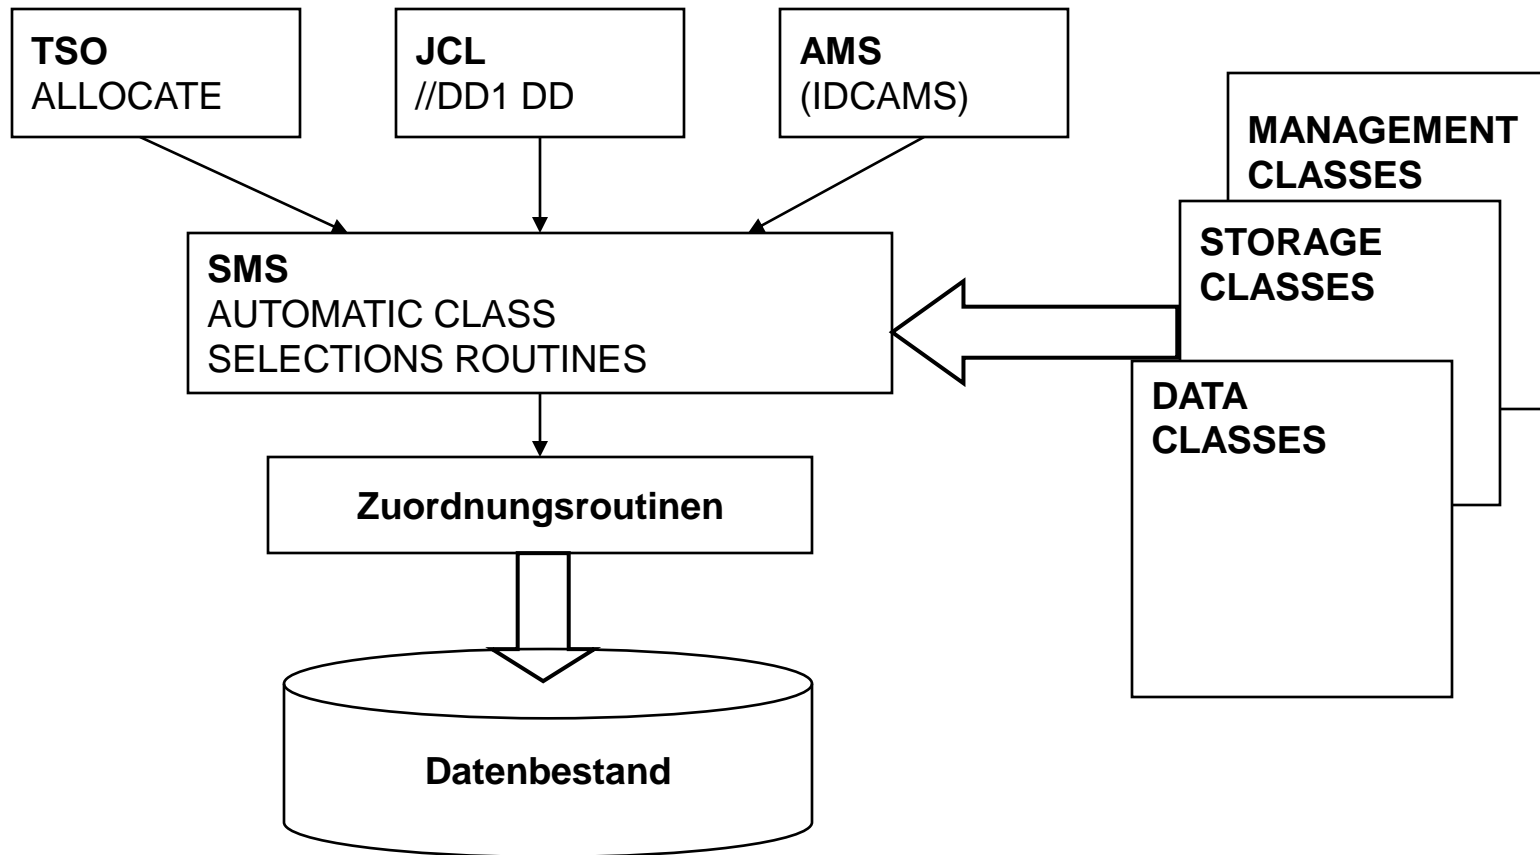 TSO
ALLOCATE
JCL
//DD1 DD
AMS
(IDCAMS)
MANAGEMENT
CLASSES
STORAGE
CLASSES
DATA
CLASSES
SMS
AUTOMATIC CLASS
SELECTIONS ROUTINES
Zuordnungsroutinen
Datenbestand